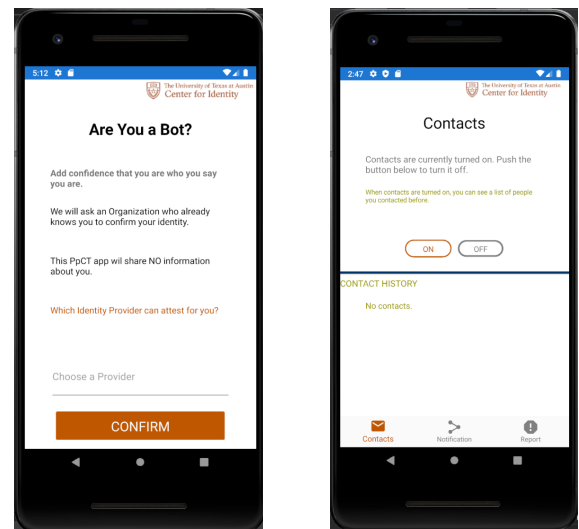 5:12
The University of Texas at Austin
Center for Identity
Are You a Bot?
Add confidence that you are who you say
you are.
We will ask an Organization who already
knows you to confirm your identity.
This PpCT app wil share NO information
about you.
Which Identity Provider can attest for you?
Choose a Provider
CONFIRM
2:47
The University of Texas at Austin
Center for Identity
Contacts
Contacts are currently turned on. Push the
button below to turn it off.
When contacts are turned on, you can see a list of people
you contacted before.
ON OFF
CONTACT HISTORY
No contacts.
Contacts Notification Report